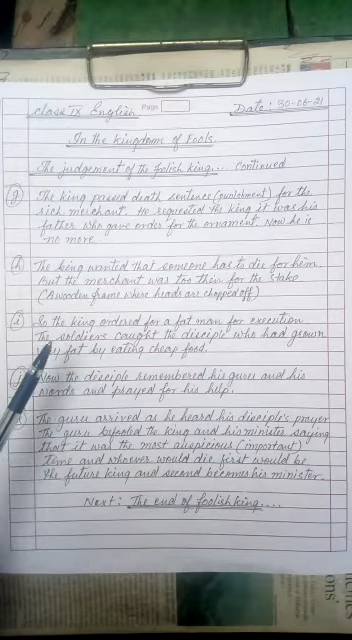 Class IX English Page Date: 30-06-21
In the kingdom of Fools.
The judgement of the folish king... Continued
(g) The king passed death sentence (punishment) for the
rich merchant. He requested the king it was his
father who gave order for the ornament. Now he is
no more.
(h) The king wanted that someone has to die for him.
But the merchant was too thin for the stake
(A wooden frame where heads are chopped off)
(i) So the king ordered for a fat man for execution
The soldiers caught the disciple who had grown
fat by eating cheap food.
(j) Now the disciple remembered his guru and his
words and prayed for his help.
The guru arrived as he heard his disciple's prayer
The guru befooled the king and his minister saying
that it was the most auspicious (important)
time and whoever would die first would be
the future king and second becomes his minister.
Next: The end of foolish king....